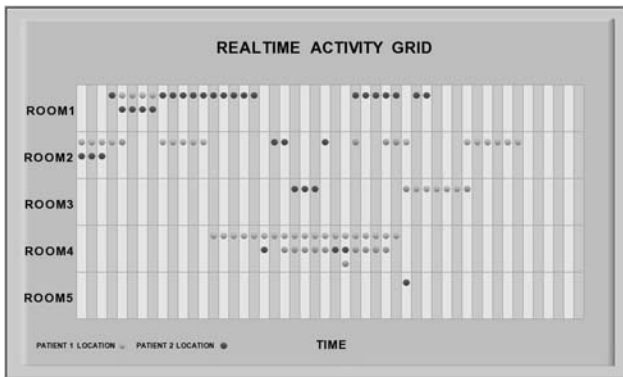 REALTIME ACTIVITY GRID
ROOM1
ROOM2
ROOM3
ROOM4
ROOM5
PATIENT 1 LOCATION PATIENT 2 LOCATION TIME